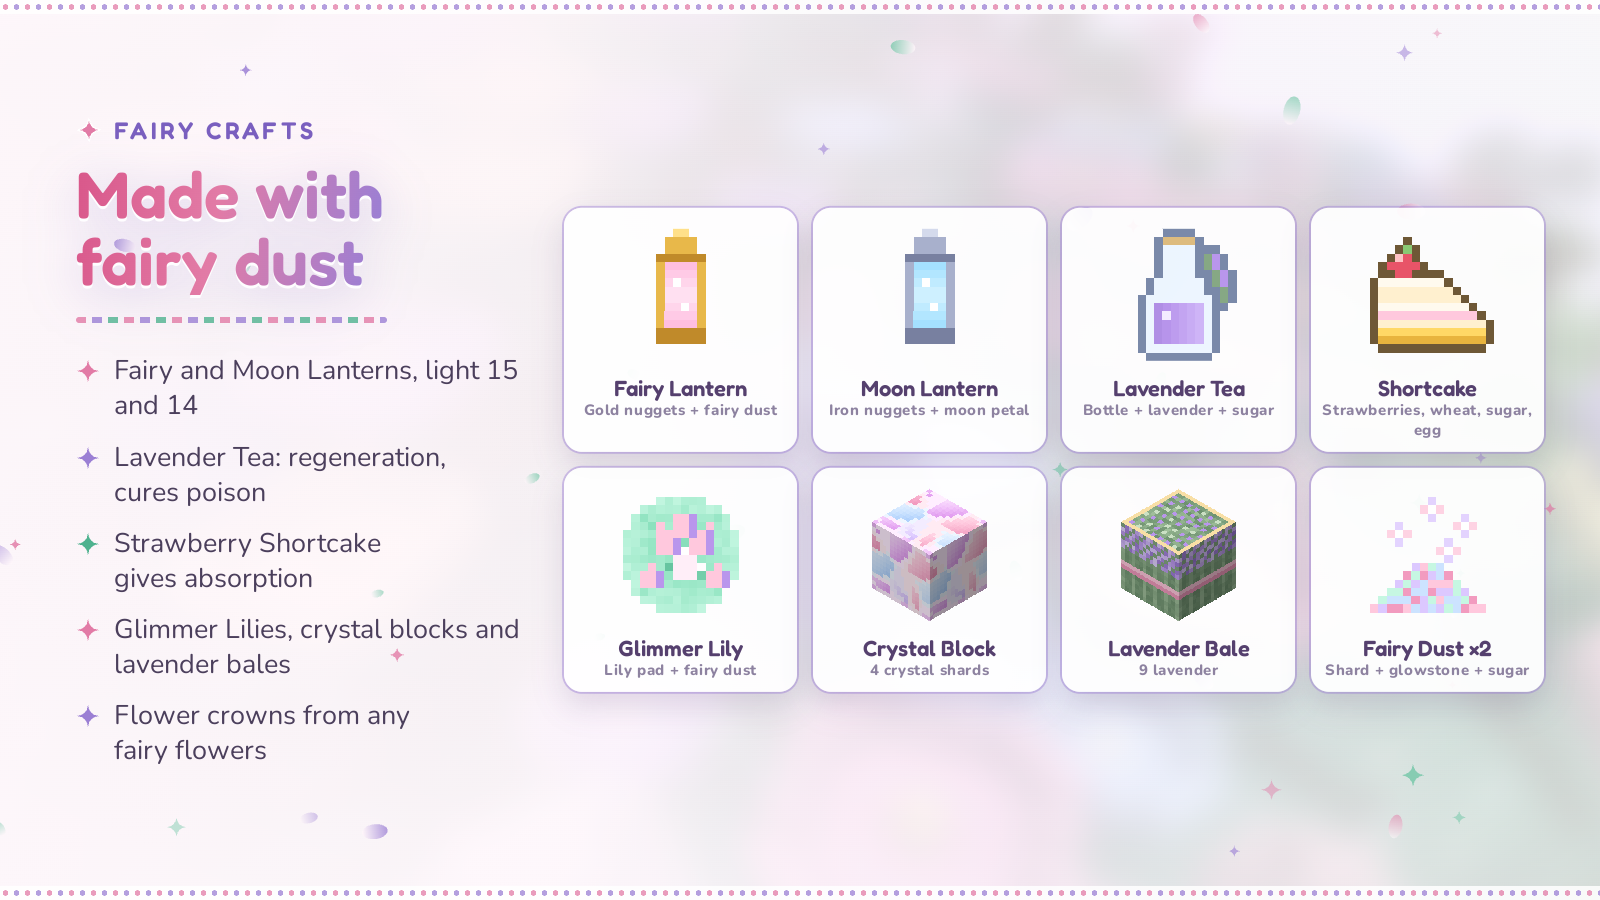 FAIRY CRAFTS
Made with
fairy dust
Fairy and Moon Lanterns, light 15
and 14
Lavender Tea: regeneration,
cures poison
Strawberry Shortcake
gives absorption
Glimmer Lilies, crystal blocks and
lavender bales
Flower crowns from any
fairy flowers
Fairy Lantern
Gold nuggets + fairy dust
Moon Lantern
Iron nuggets + moon petal
Lavender Tea
Bottle + lavender + sugar
Shortcake
Strawberries, wheat, sugar,
egg
Glimmer Lily
Lily pad + fairy dust
Crystal Block
4 crystal shards
Lavender Bale
9 lavender
Fairy Dust ×2
Shard + glowstone + sugar